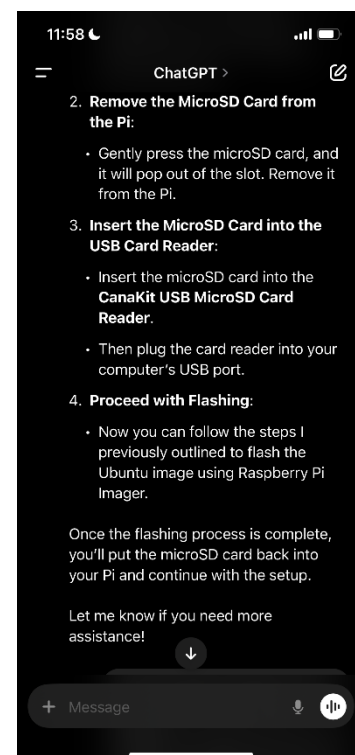 11:58
ChatGPT >
2. Remove the MicroSD Card from
the Pi:
• Gently press the microSD card, and
it will pop out of the slot. Remove it
from the Pi.
3. Insert the MicroSD Card into the
USB Card Reader:
• Insert the microSD card into the
CanaKit USB MicroSD Card
Reader.
• Then plug the card reader into your
computer's USB port.
4. Proceed with Flashing:
• Now you can follow the steps I
previously outlined to flash the
Ubuntu image using Raspberry Pi
Imager.
Once the flashing process is complete,
you'll put the microSD card back into
your Pi and continue with the setup.
Let me know if you need more
assistance!
Message